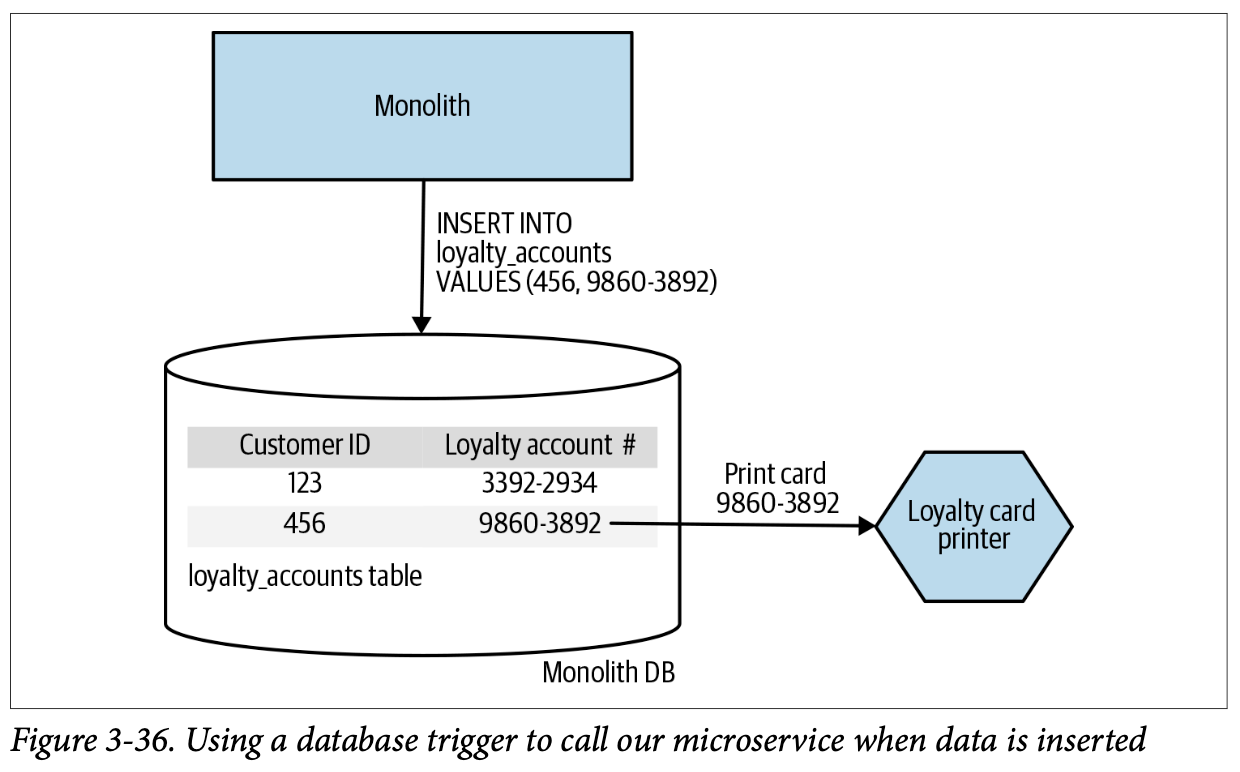 Monolith
INSERT INTO
loyalty_accounts
VALUES (456, 9860-3892)
Customer ID Loyalty account #
123 3392-2934
456 9860-3892
loyalty_accounts table
Print card
9860-3892
Loyalty card
printer
Monolith DB
Figure 3-36. Using a database trigger to call our microservice when data is inserted